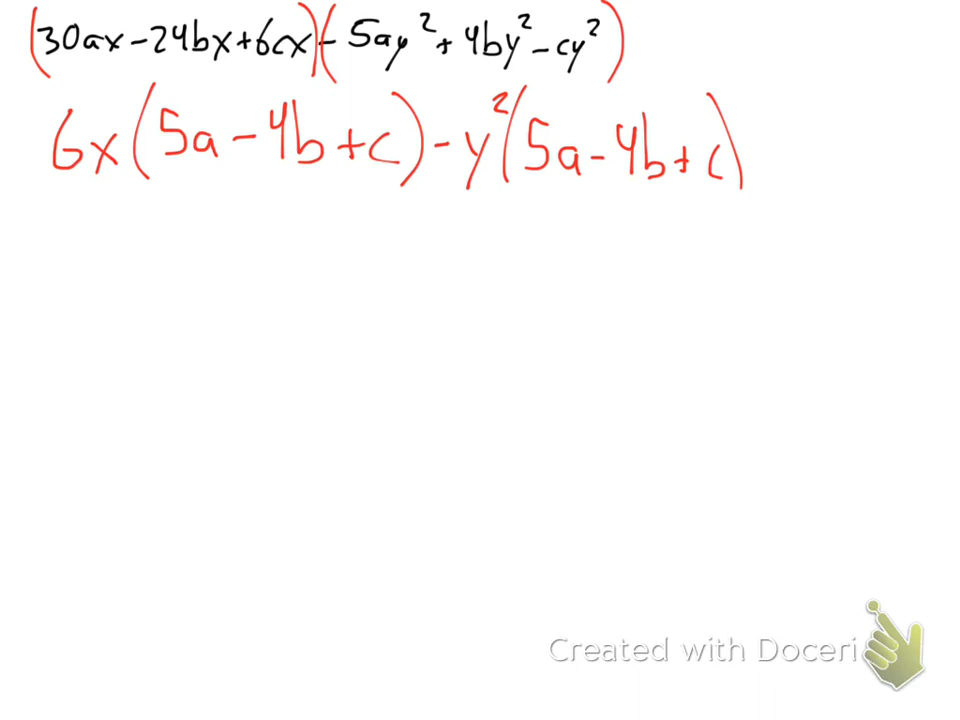 (30ax-24bx+6cx)(-5ay²+4by²-cy²)
6x(5a-4b+c)-y²(5a-4b+c)
Created with Doceri